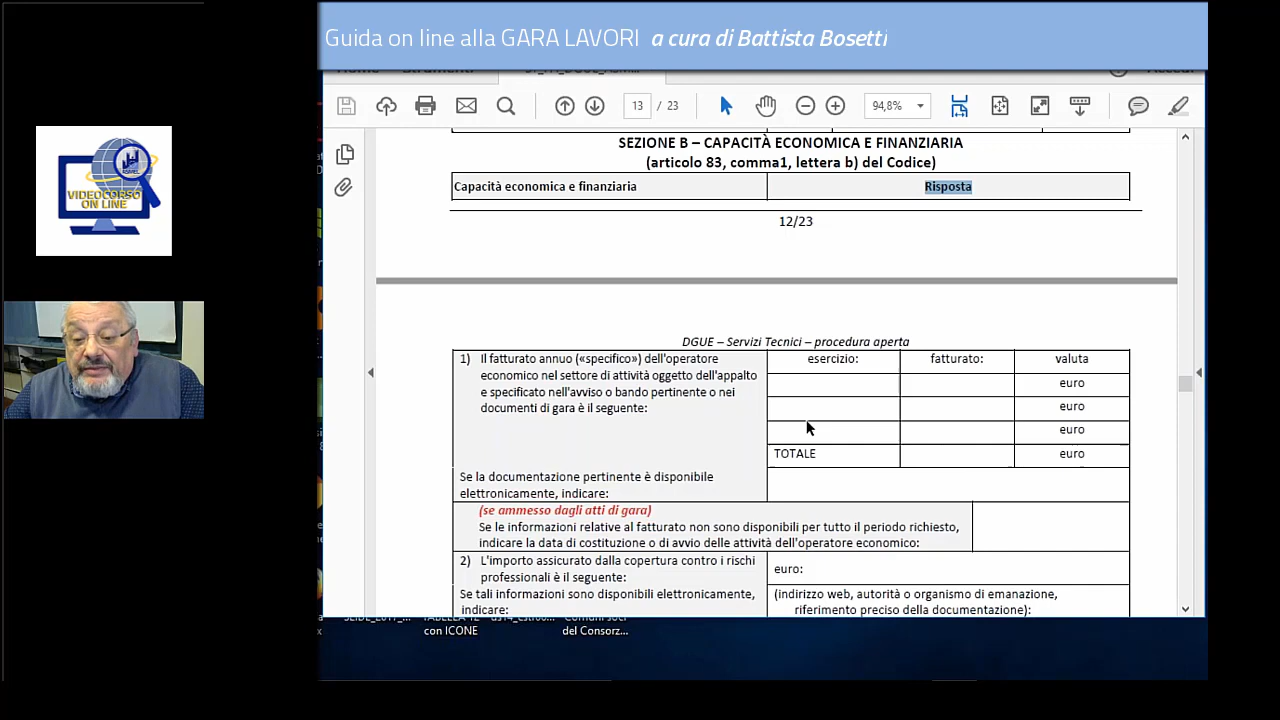 Guida on line alla GARA LAVORI a cura di Battista Bosetti
13 / 23
94,8%
VIDEOCORSO
ON LINE
SEZIONE B – CAPACITÀ ECONOMICA E FINANZIARIA
(articolo 83, comma1, lettera b) del Codice)
Capacità economica e finanziaria Risposta
12/23
DGUE – Servizi Tecnici – procedura aperta
1) Il fatturato annuo («specifico») dell'operatore
economico nel settore di attività oggetto dell'appalto
e specificato nell'avviso o bando pertinente o nei
documenti di gara è il seguente:
esercizio: fatturato: valuta
euro
euro
euro
TOTALE euro
Se la documentazione pertinente è disponibile
elettronicamente, indicare:
(se ammesso dagli atti di gara)
Se le informazioni relative al fatturato non sono disponibili per tutto il periodo richiesto,
indicare la data di costituzione o di avvio delle attività dell'operatore economico:
2) L'importo assicurato dalla copertura contro i rischi
professionali è il seguente:
euro:
Se tali informazioni sono disponibili elettronicamente,
indicare:
(indirizzo web, autorità o organismo di emanazione,
riferimento preciso della documentazione):
con ICONE
del Consorz...